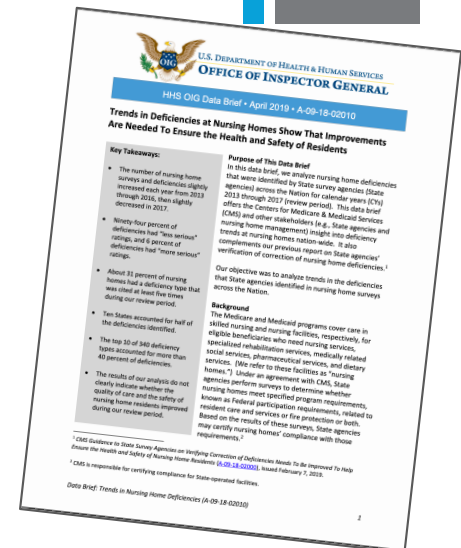 OIG
U.S. DEPARTMENT OF HEALTH & HUMAN SERVICES
OFFICE OF INSPECTOR GENERAL
HHS OIG Data Brief • April 2019 • A-09-18-02010
Trends in Deficiencies at Nursing Homes Show That Improvements
Are Needed To Ensure the Health and Safety of Residents
Key Takeaways:
• The number of nursing home
surveys and deficiencies slightly
increased each year from 2013
through 2016, then slightly
decreased in 2017.
• Ninety-four percent of
deficiencies had "less serious"
ratings, and 6 percent of
deficiencies had "more serious"
ratings.
• About 31 percent of nursing
homes had a deficiency type that
was cited at least five times
during our review period.
• Ten States accounted for half of
the deficiencies identified.
• The top 10 of 340 deficiency
types accounted for more than
40 percent of deficiencies.
• The results of our analysis do not
clearly indicate whether the
quality of care and the safety of
nursing home residents improved
during our review period.
Purpose of This Data Brief
In this data brief, we analyze nursing home deficiencies
that were identified by State survey agencies (State
agencies) across the Nation for calendar years (CYs)
2013 through 2017 (review period). This data brief
offers the Centers for Medicare & Medicaid Services
(CMS) and other stakeholders (e.g., State agencies and
nursing home management) insight into deficiency
trends at nursing homes nation-wide. It also
complements our previous report on State agencies'
verification of correction of nursing home deficiencies.1
Our objective was to analyze trends in the deficiencies
that State agencies identified in nursing home surveys
across the Nation.
Background
The Medicare and Medicaid programs cover care in
skilled nursing and nursing facilities, respectively, for
eligible beneficiaries who need nursing services,
specialized rehabilitation services, medically related
social services, pharmaceutical services, and dietary
services. (We refer to these facilities as "nursing
homes.") Under an agreement with CMS, State
agencies perform surveys to determine whether
nursing homes meet specified program requirements,
known as Federal participation requirements, related to
resident care and services or fire protection or both.
Based on the results of these surveys, State agencies
may certify nursing homes' compliance with those
requirements.2
1 CMS Guidance to State Survey Agencies on Verifying Correction of Deficiencies Needs To Be Improved To Help
Ensure the Health and Safety of Nursing Home Residents (A-09-18-02000), issued February 7, 2019.
2 CMS is responsible for certifying compliance for State-operated facilities.
Data Brief: Trends in Nursing Home Deficiencies (A-09-18-02010)
1